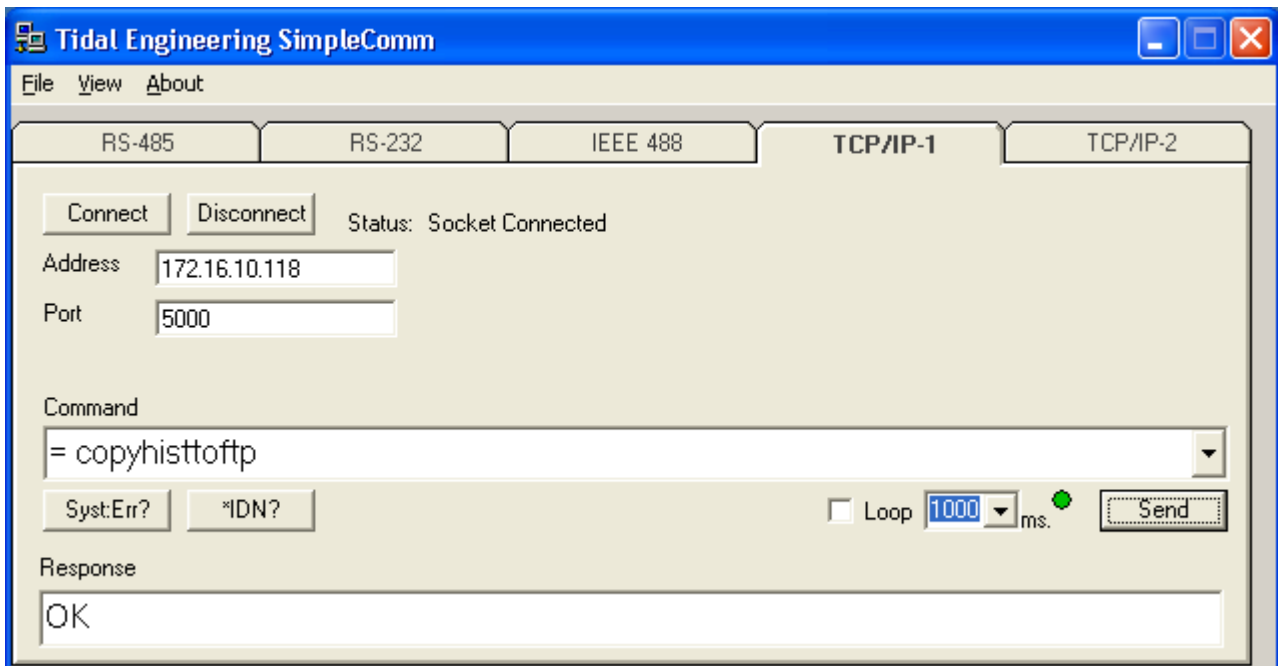 Tidal Engineering SimpleComm
File View About
RS-485 RS-232 IEEE 488 TCP/IP-1 TCP/IP-2
Connect Disconnect Status: Socket Connected
Address 172.16.10.118
Port 5000
Command
= copyhisttoftp
Syst:Err? *IDN? Loop 1000 ms. Send
Response
OK